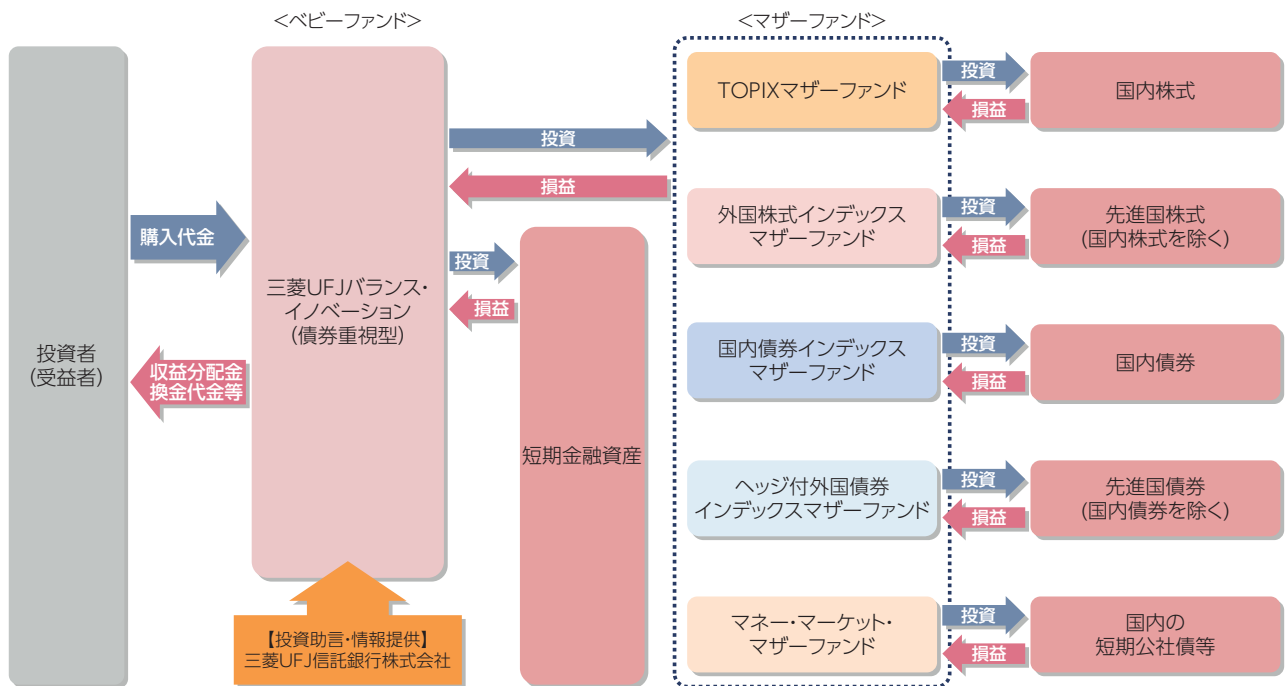 <ベビーファンド>
<マザーファンド>
投資者
(受益者)
購入代金
収益分配金
換金代金等
三菱UFJバランス・
イノベーション
(債券重視型)
【投資助言・情報提供】
三菱UFJ信託銀行株式会社
投資
損益
投資
損益
短期金融資産
TOPIXマザーファンド
投資
損益
国内株式
外国株式インデックス
マザーファンド
投資
損益
先進国株式
(国内株式を除く)
国内債券インデックス
マザーファンド
投資
損益
国内債券
ヘッジ付外国債券
インデックスマザーファンド
投資
損益
先進国債券
(国内債券を除く)
マネー・マーケット・
マザーファンド
投資
損益
国内の
短期公社債等